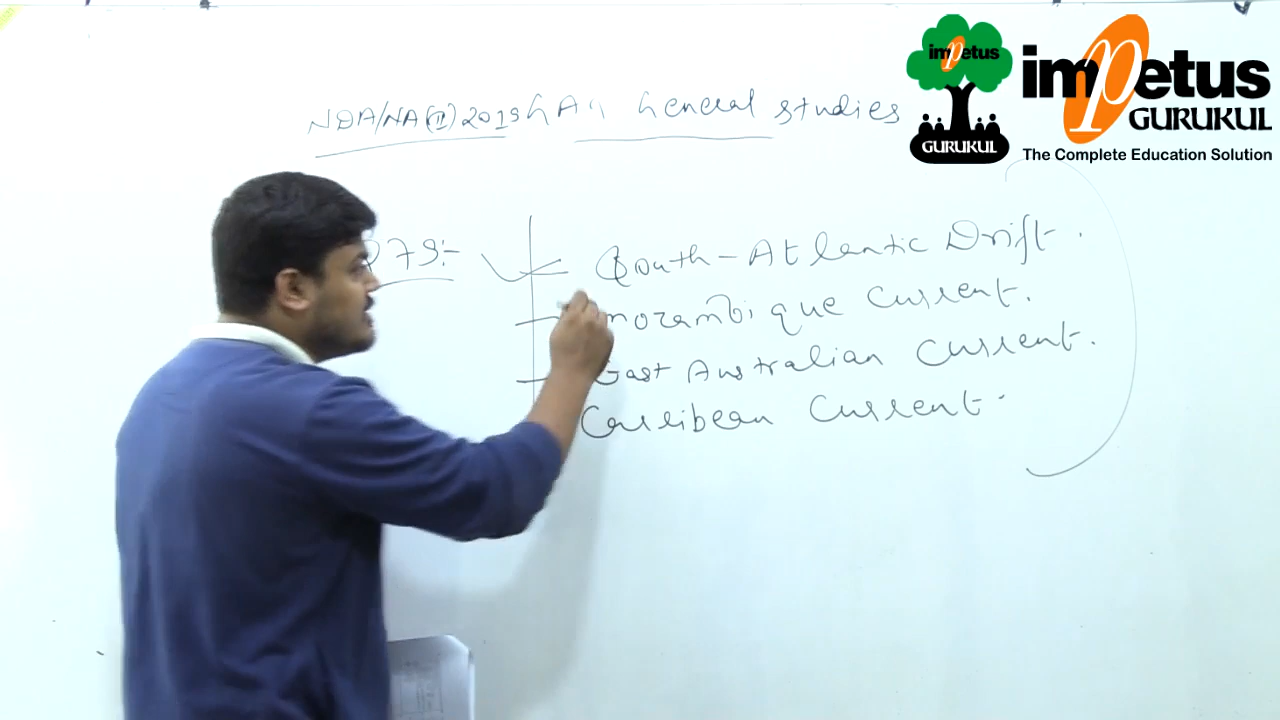 impetus
GURUKUL
impetus
GURUKUL
The Complete Education Solution
NDA/NA(II) 2019 GAT General studies
Q 79:-
South-Atlantic Drift.
Mozambique Current.
East Australian Current.
Carribean Current.